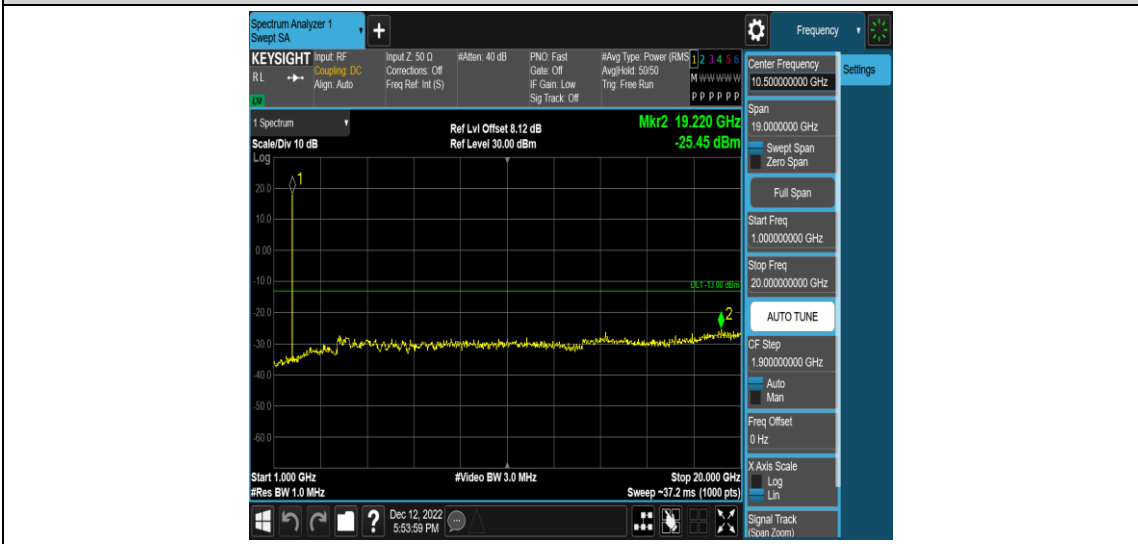 Spectrum Analyzer 1
Swept SA
+
Frequency
KEYSIGHT
RL
LXI
Input: RF
Coupling: DC
Align: Auto
Input Z: 50 Ω
Corrections: Off
Freq Ref: Int (S)
#Atten: 40 dB
PNO: Fast
Gate: Off
IF Gain: Low
Sig Track: Off
#Avg Type: Power (RMS
Avg|Hold: 50/50
Trig: Free Run
1 2 3 4 5 6
M W W W W W
P P P P P P
1 Spectrum
Scale/Div 10 dB
Log
Ref Lvl Offset 8.12 dB
Ref Level 30.00 dBm
Mkr2 19.220 GHz
-25.45 dBm
20.0
10.0
0.00
-10.0
-20.0
-30.0
-40.0
-50.0
-60.0
1
DL1 -13.00 dBm
2
Start 1.000 GHz
#Res BW 1.0 MHz
#Video BW 3.0 MHz
Stop 20.000 GHz
Sweep ~37.2 ms (1000 pts)
Center Frequency
10.500000000 GHz
Settings
Span
19.0000000 GHz
Swept Span
Zero Span
Full Span
Start Freq
1.000000000 GHz
Stop Freq
20.000000000 GHz
AUTO TUNE
CF Step
1.900000000 GHz
Auto
Man
Freq Offset
0 Hz
X Axis Scale
Log
Lin
Signal Track
(Span Zoom)
?
Dec 12, 2022
5:53:59 PM